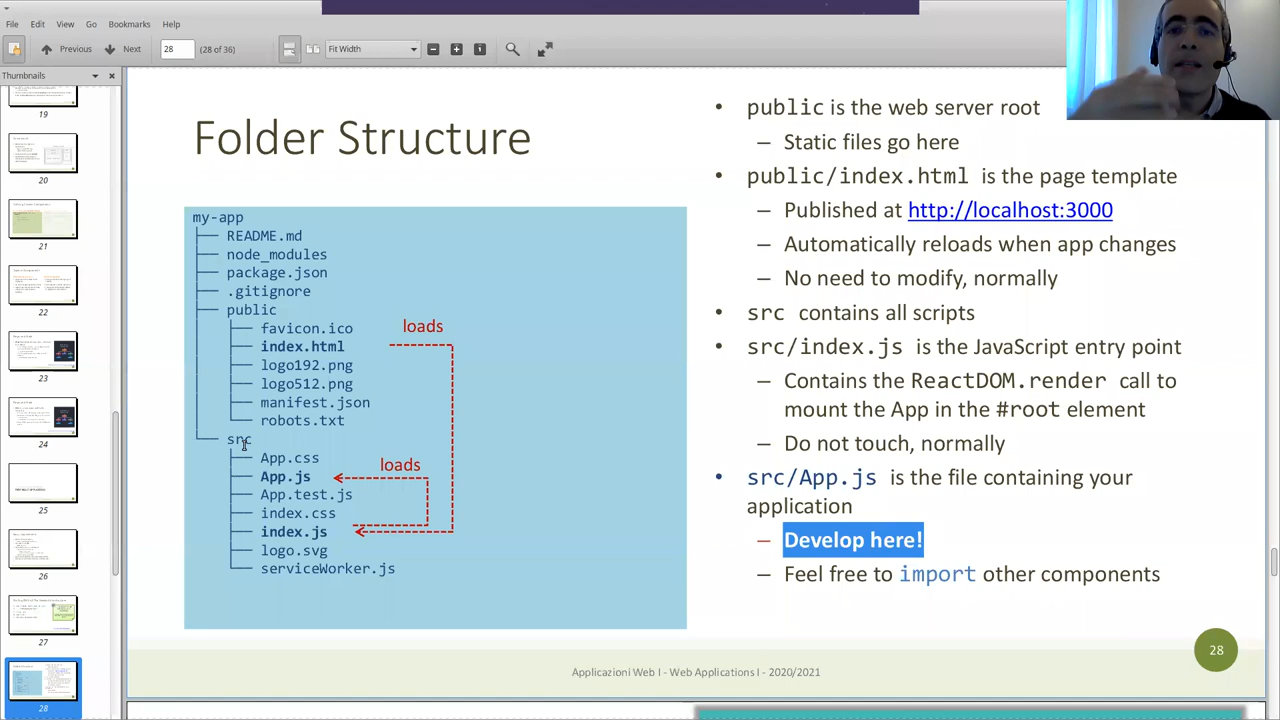 File Edit View Go Bookmarks Help
Previous Next 28 (28 of 36) Fit Width
Thumbnails
19
20
21
22
23
24
25
26
27
28
Folder Structure
my-app
├── README.md
├── node_modules
├── package.json
├── .gitignore
├── public
│   ├── favicon.ico
│   ├── index.html
│   ├── logo192.png
│   ├── logo512.png
│   ├── manifest.json
│   └── robots.txt
└── src
    ├── App.css
    ├── App.js
    ├── App.test.js
    ├── index.css
    ├── index.js
    ├── logo.svg
    └── serviceWorker.js
loads
loads
• public is the web server root
– Static files go here
• public/index.html is the page template
– Published at http://localhost:3000
– Automatically reloads when app changes
– No need to modify, normally
• src contains all scripts
• src/index.js is the JavaScript entry point
– Contains the ReactDOM.render call to
mount the App in the #root element
– Do not touch, normally
• src/App.js is the file containing your
application
– Develop here!
– Feel free to import other components
Applicazioni Web I - Web Applications I - 2020/2021
28